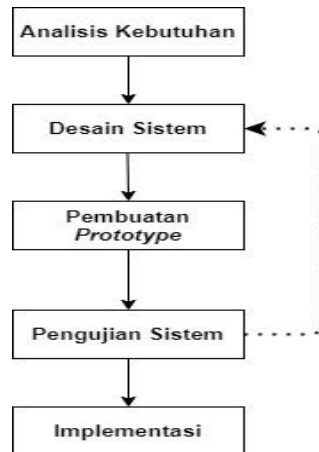 Analisis Kebutuhan
Desain Sistem
Pembuatan
Prototype
Pengujian Sistem
Implementasi